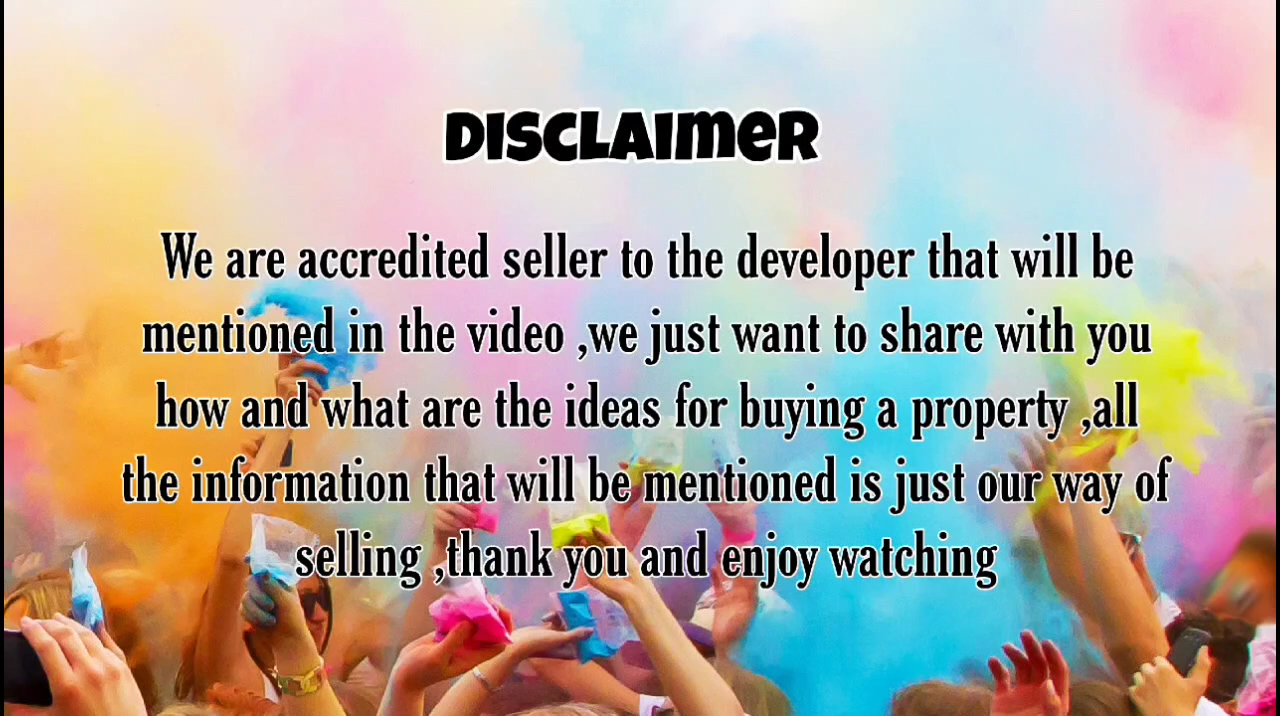 DISCLAIMER
We are accredited seller to the developer that will be
mentioned in the video ,we just want to share with you
how and what are the ideas for buying a property ,all
the information that will be mentioned is just our way of
selling ,thank you and enjoy watching